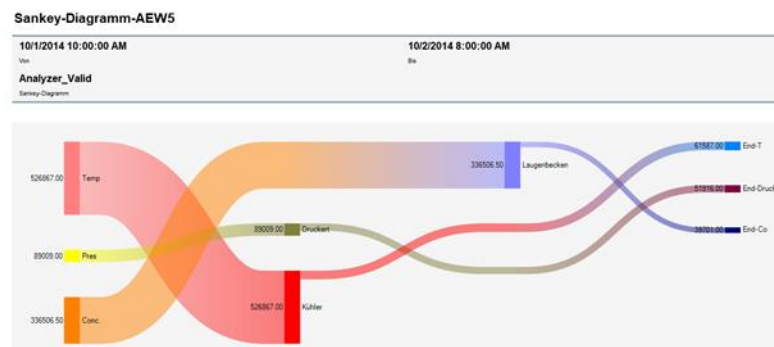 Sankey-Diagramm-AEW5
10/1/2014 10:00:00 AM
10/2/2014 8:00:00 AM
Von
Bis
Analyzer_Valid
Sankey-Diagramm
526867.00 Temp
336506.50 Laugenbecken
61587.00 End-T
51816.00 End-Druck
89009.00 Pres
89009.00 Druckert
38701.00 End-Co
336506.50 Conc.
526867.00 Kühler